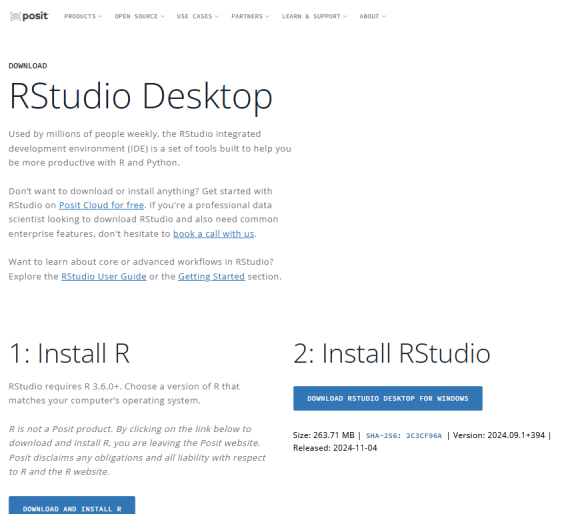 posit PRODUCTS OPEN SOURCE USE CASES PARTNERS LEARN & SUPPORT ABOUT
DOWNLOAD
RStudio Desktop
Used by millions of people weekly, the RStudio integrated
development environment (IDE) is a set of tools built to help you
be more productive with R and Python.
Don't want to download or install anything? Get started with
RStudio on Posit Cloud for free. If you're a professional data
scientist looking to download RStudio and also need common
enterprise features, don't hesitate to book a call with us.
Want to learn about core or advanced workflows in RStudio?
Explore the RStudio User Guide or the Getting Started section.
1: Install R
RStudio requires R 3.6.0+. Choose a version of R that
matches your computer's operating system.
R is not a Posit product. By clicking on the link below to
download and install R, you are leaving the Posit website.
Posit disclaims any obligations and all liability with respect
to R and the R website.
DOWNLOAD AND INSTALL R
2: Install RStudio
DOWNLOAD RSTUDIO DESKTOP FOR WINDOWS
Size: 263.71 MB | SHA-256: 2C3CF96A | Version: 2024.09.1+394 |
Released: 2024-11-04